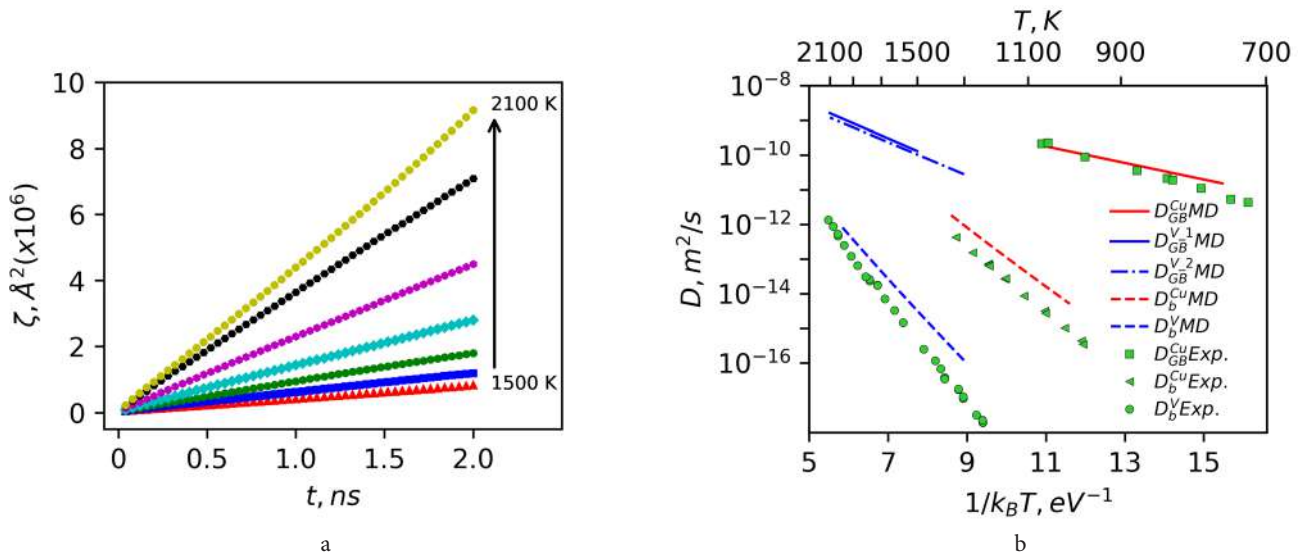 10
8
6
4
2
0
ζ, Å²(x10⁶)
0 0.5 1.0 1.5 2.0
t, ns
2100 K
1500 K
a
T, K
2100 1500 1100 900 700
10⁻⁸
10⁻¹⁰
10⁻¹²
10⁻¹⁴
10⁻¹⁶
D, m²/s
D_GB^Cu MD
D_GB^V_1 MD
D_GB^V_2 MD
D_b^Cu MD
D_b^V MD
D_GB^Cu Exp.
D_b^Cu Exp.
D_b^V Exp.
5 7 9 11 13 15
1/k_BT, eV⁻¹
b